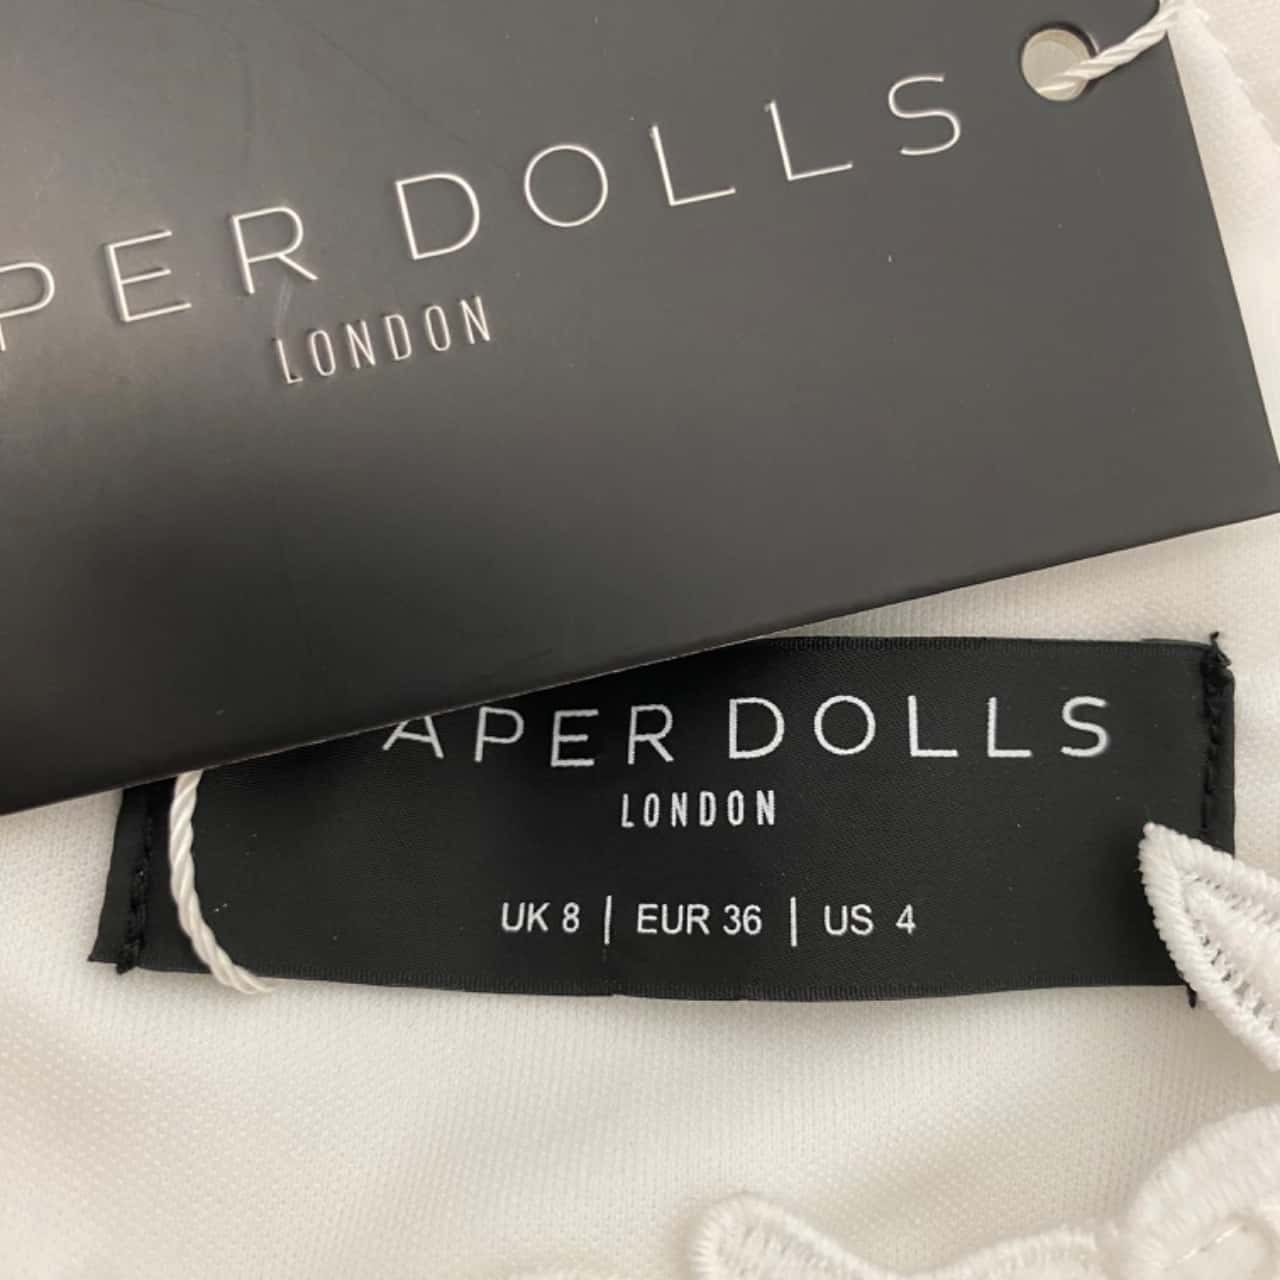 PER DOLLS
LONDON
APER DOLLS
LONDON
UK 8 | EUR 36 | US 4